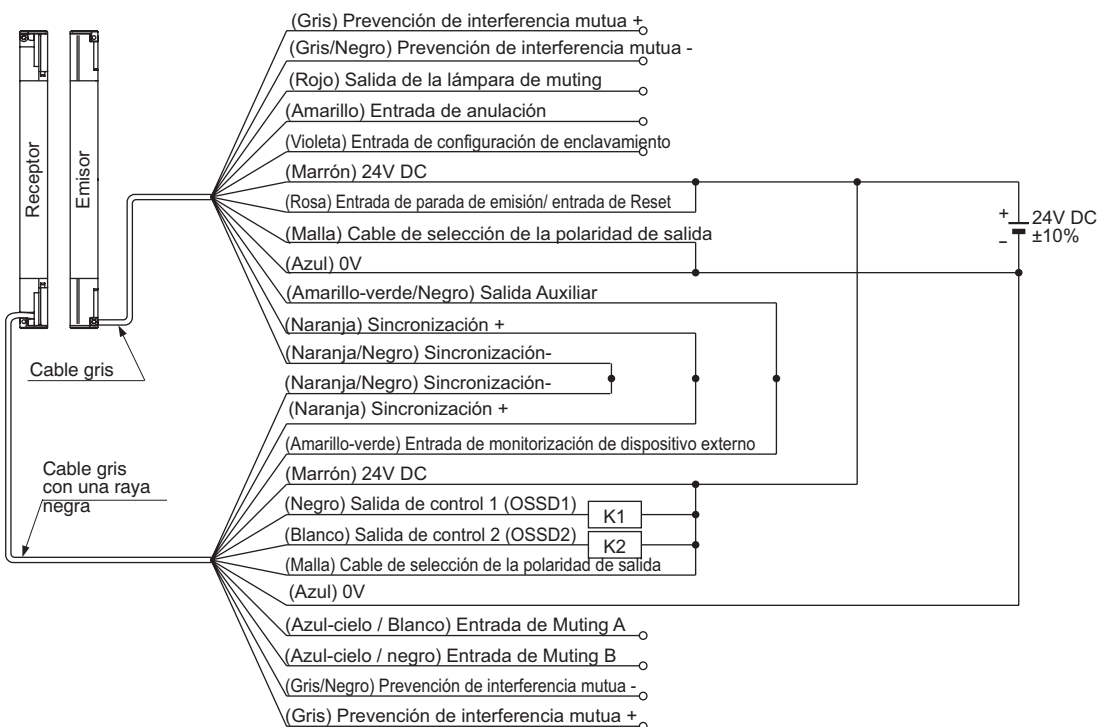 (Gris) Prevención de interferencia mutua +
(Gris/Negro) Prevención de interferencia mutua -
(Rojo) Salida de la lámpara de muting
(Amarillo) Entrada de anulación
(Violeta) Entrada de configuración de enclavamiento
(Marrón) 24V DC
(Rosa) Entrada de parada de emisión/ entrada de Reset
(Malla) Cable de selección de la polaridad de salida
(Azul) 0V
(Amarillo-verde/Negro) Salida Auxiliar
(Naranja) Sincronización +
(Naranja/Negro) Sincronización-
(Naranja/Negro) Sincronización-
(Naranja) Sincronización +
(Amarillo-verde) Entrada de monitorización de dispositivo externo
(Marrón) 24V DC
(Negro) Salida de control 1 (OSSD1)
K1
(Blanco) Salida de control 2 (OSSD2)
K2
(Malla) Cable de selección de la polaridad de salida
(Azul) 0V
(Azul-cielo / Blanco) Entrada de Muting A
(Azul-cielo / negro) Entrada de Muting B
(Gris/Negro) Prevención de interferencia mutua -
(Gris) Prevención de interferencia mutua +
Receptor
Emisor
Cable gris
Cable gris
con una raya
negra
+
-
24V DC
±10%